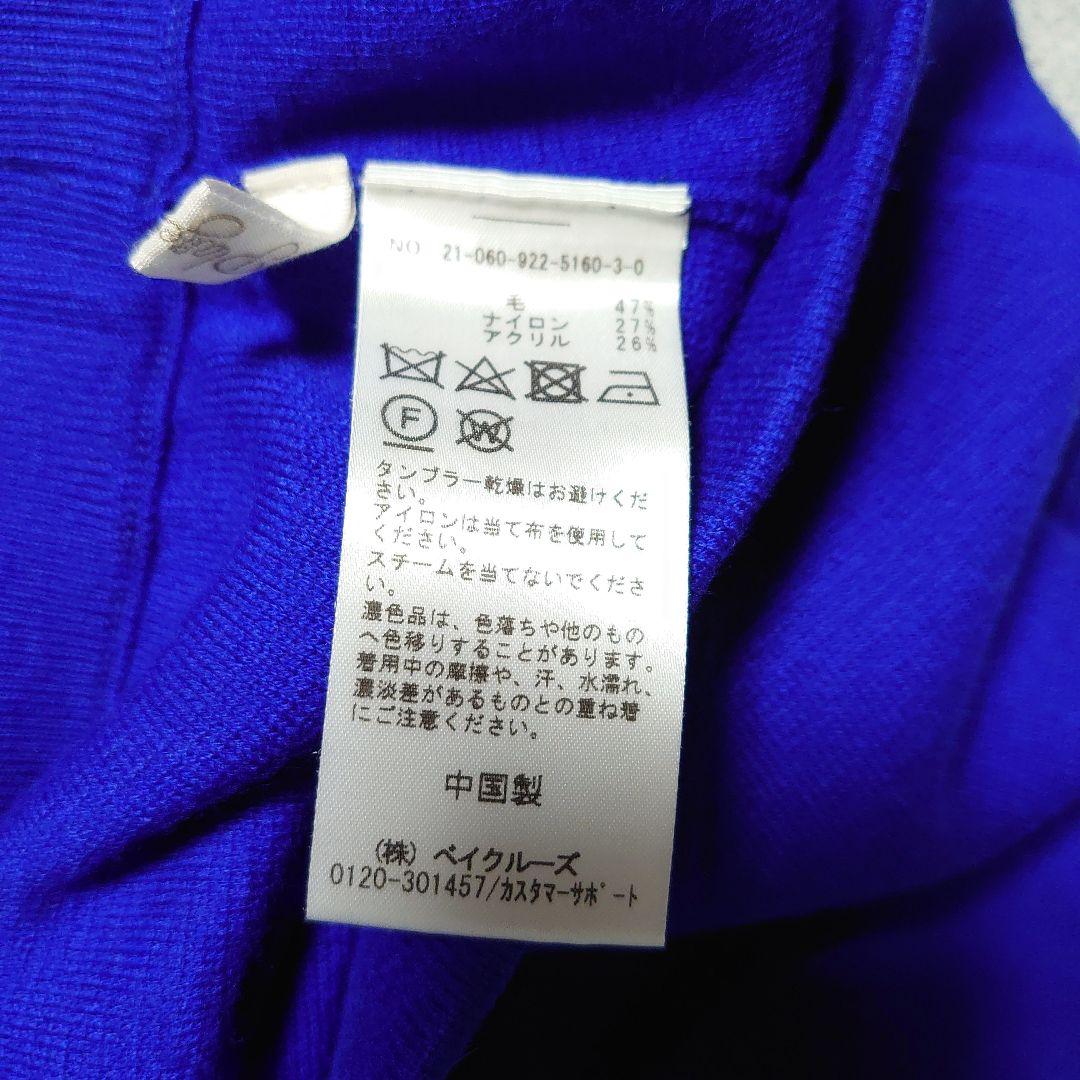 NO 21-060-922-5160-3-0
毛 47%
ナイロン 27%
アクリル 26%
F
W
タンブラー乾燥はお避けくだ
さい。
アイロンは当て布を使用して
ください。
スチームを当てないでくださ
い。
濃色品は、色落ちや他のもの
へ色移りすることがあります。
着用中の摩擦や、汗、水濡れ、
濃淡差があるものとの重ね着
にご注意ください。
中国製
(株) ベイクルーズ
0120-301457/カスタマーサポート